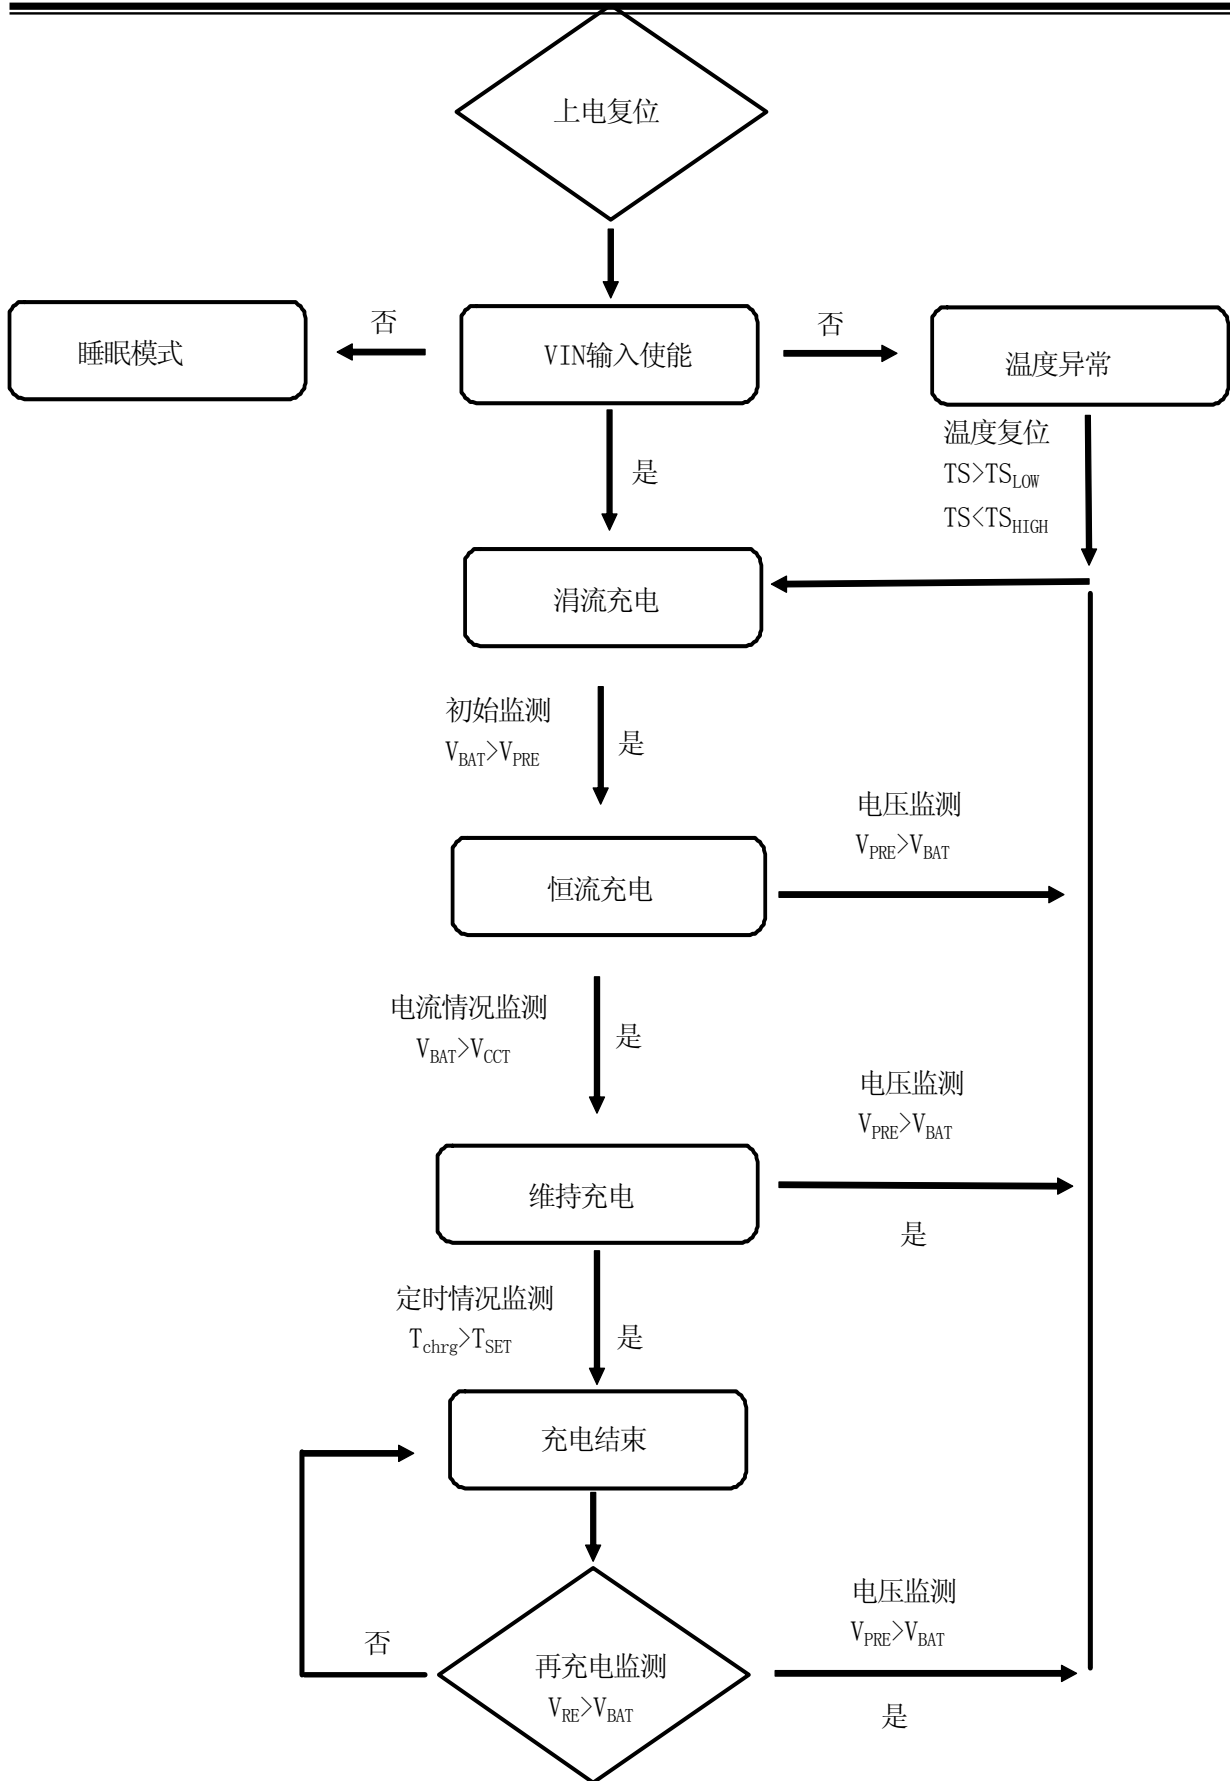 上电复位
否
否
睡眠模式
VIN输入使能
温度异常
是
温度复位
TS>TSLOW
TS<TSHIGH
涓流充电
初始监测
VBAT>VPRE
是
电压监测
VPRE>VBAT
恒流充电
电流情况监测
VBAT>VCCT
是
电压监测
VPRE>VBAT
维持充电
是
定时情况监测
Tchrg>TSET
是
充电结束
电压监测
VPRE>VBAT
否
再充电监测
VRE>VBAT
是